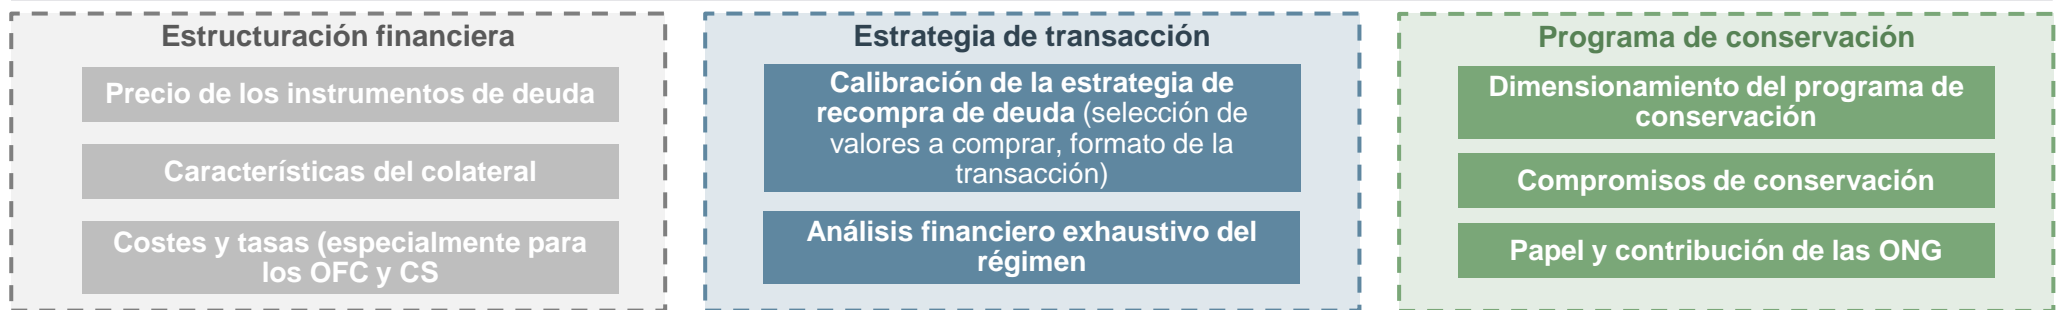 Estructuración financiera
Precio de los instrumentos de deuda
Características del colateral
Costes y tasas (especialmente para
los OFC y CS
Estrategia de transacción
Calibración de la estrategia de
recompra de deuda (selección de
valores a comprar, formato de la
transacción)
Análisis financiero exhaustivo del
régimen
Programa de conservación
Dimensionamiento del programa de
conservación
Compromisos de conservación
Papel y contribución de las ONG